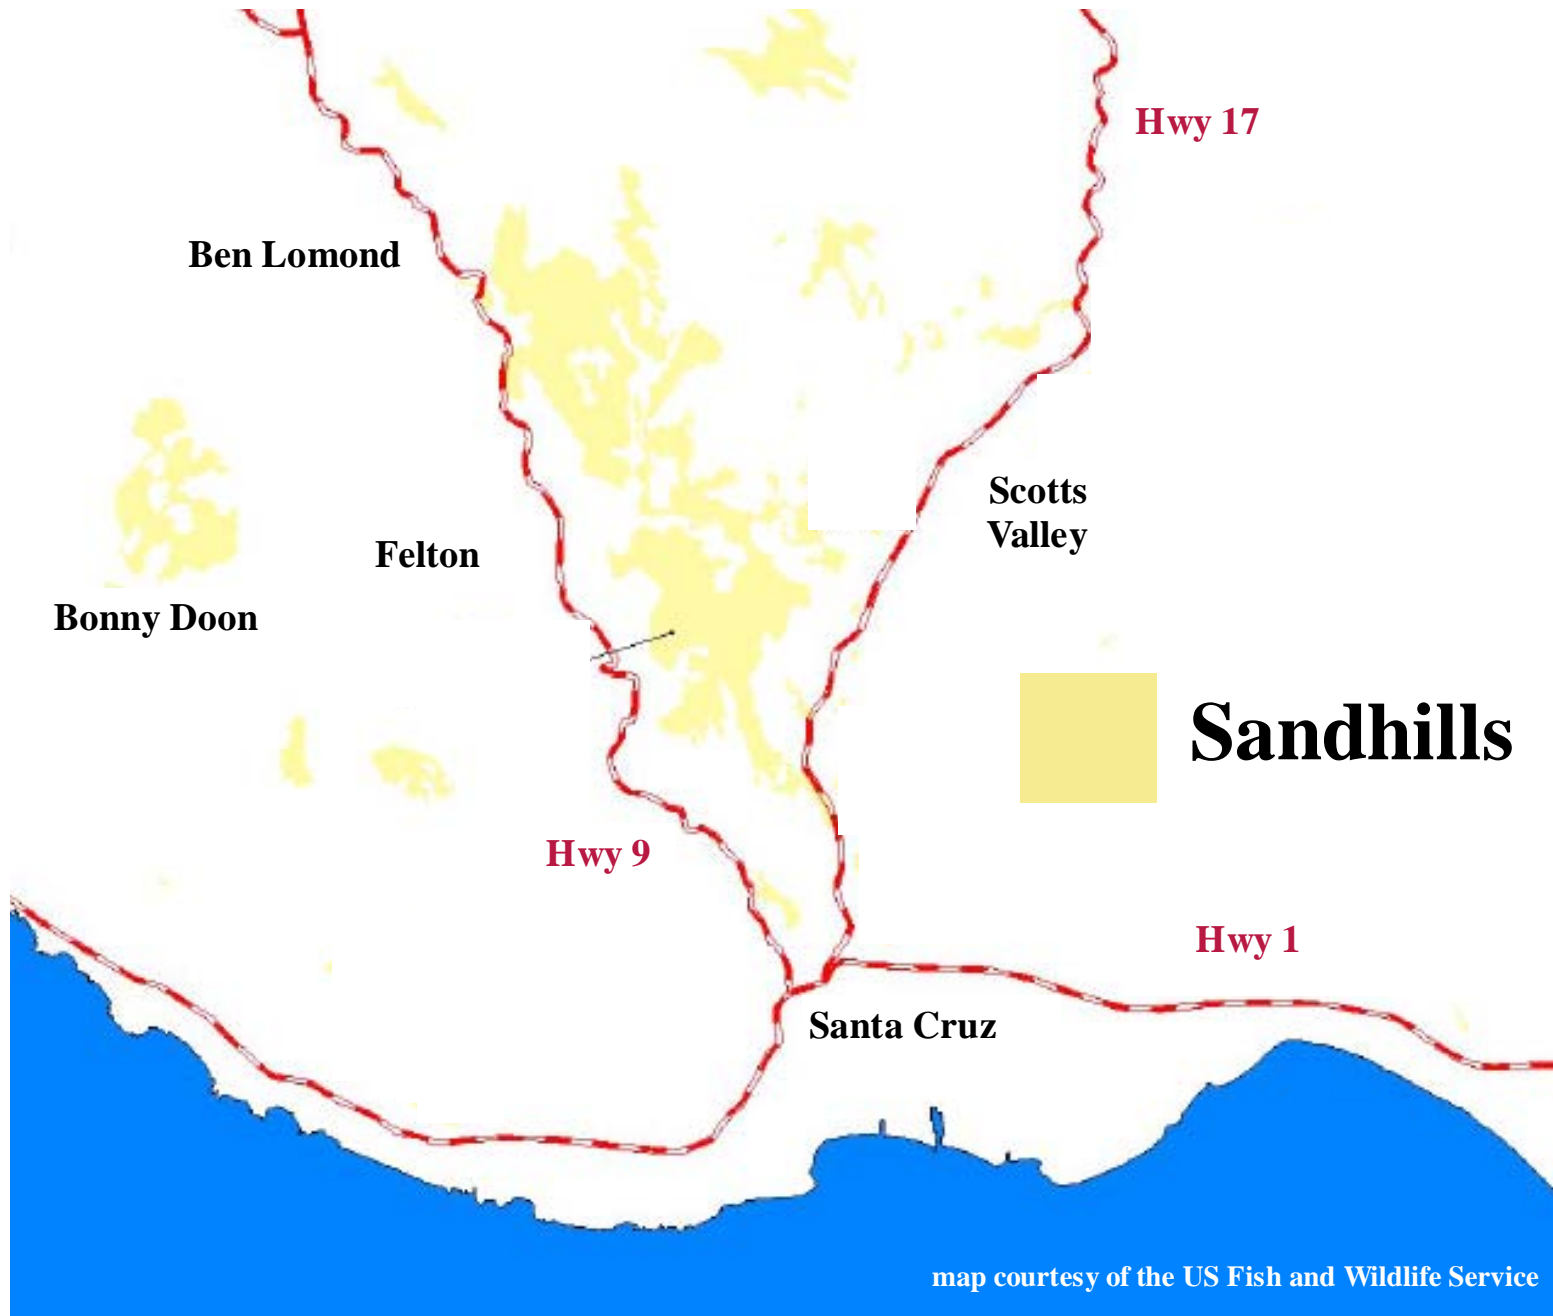 Hwy 17
Ben Lomond
Scotts
Valley
Felton
Bonny Doon
Sandhills
Hwy 9
Hwy 1
Santa Cruz
map courtesy of the US Fish and Wildlife Service